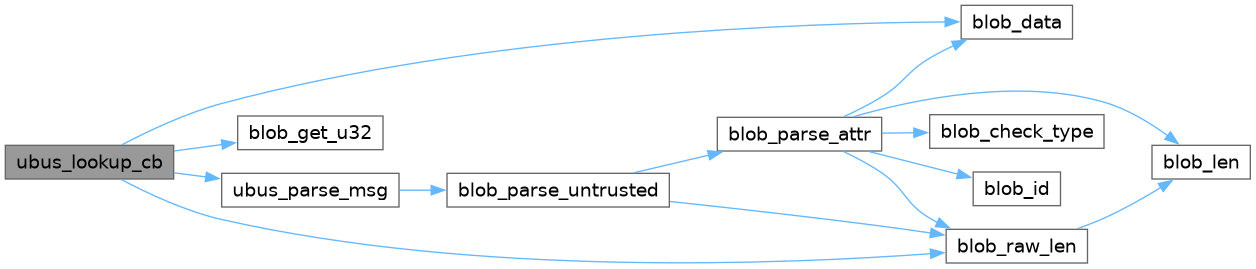 ubus_lookup_cb
blob_get_u32
ubus_parse_msg
blob_parse_untrusted
blob_parse_attr
blob_data
blob_check_type
blob_id
blob_raw_len
blob_len